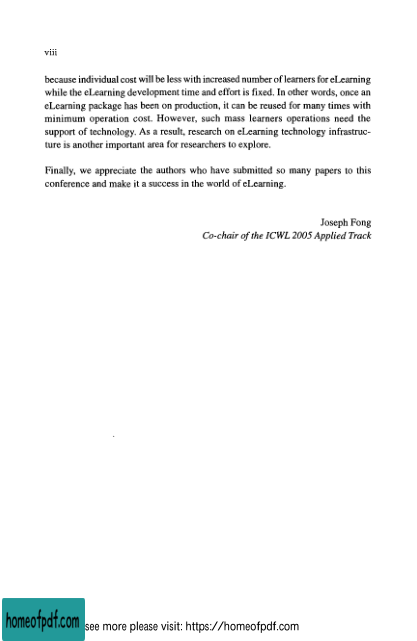 viii
because individual cost will be less with increased number of learners for eLearning
while the eLearning development time and effort is fixed. In other words, once an
eLearning package has been on production, it can be reused for many times with
minimum operation cost. However, such mass learners operations need the
support of technology. As a result, research on eLearning technology infrastruc-
ture is another important area for researchers to explore.
Finally, we appreciate the authors who have submitted so many papers to this
conference and make it a success in the world of eLearning.
Joseph Fong
Co-chair of the ICWL 2005 Applied Track
homeofpdf.com see more please visit: https://homeofpdf.com